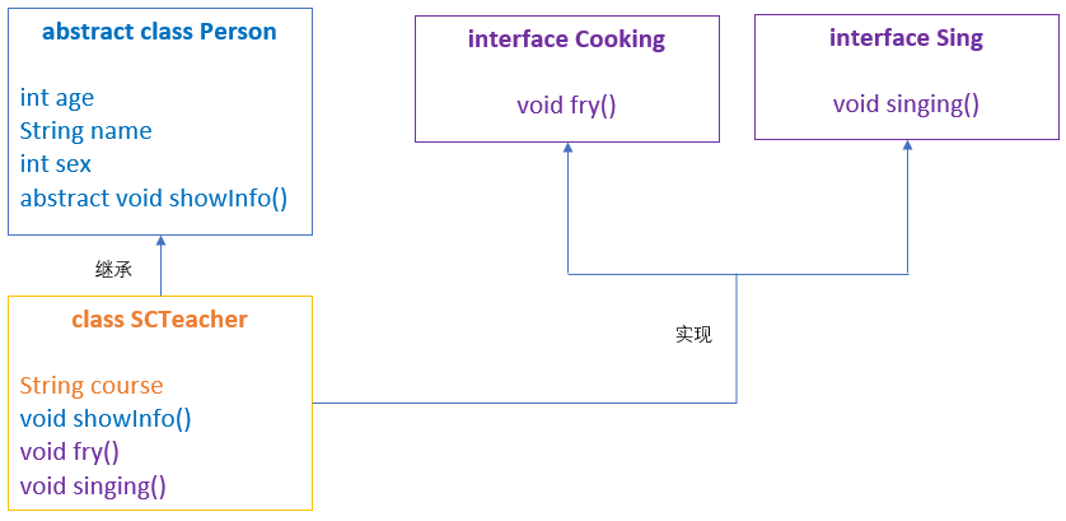 abstract class Person
int age
String name
int sex
abstract void showInfo()
interface Cooking
void fry()
interface Sing
void singing()
继承
class SCTeacher
String course
void showInfo()
void fry()
void singing()
实现